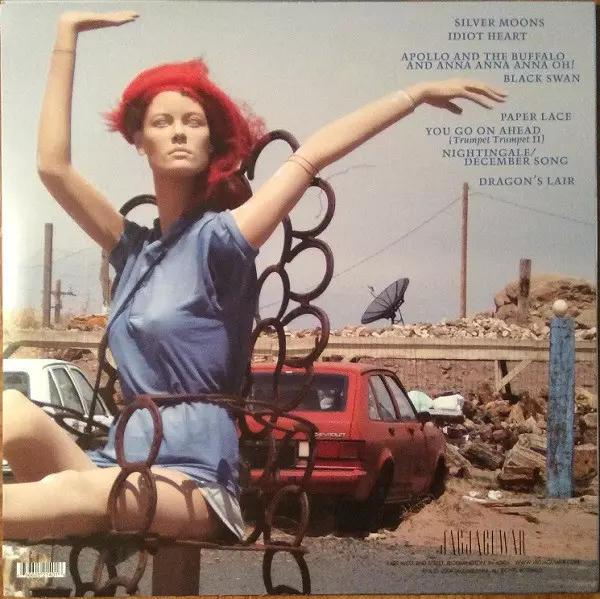 SILVER MOONS
IDIOT HEART
APOLLO AND THE BUFFALO
AND ANNA ANNA ANNA OH!
BLACK SWAN
PAPER LACE
YOU GO ON AHEAD
(Trumpet Trumpet II)
NIGHTINGALE/
DECEMBER SONG
DRAGON'S LAIR
CHEVROLET
JAGJAGUWAR